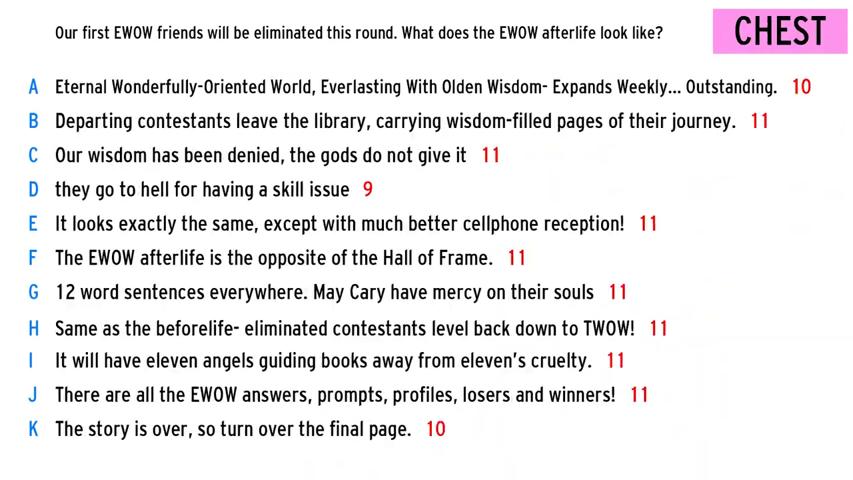 Our first EWOW friends will be eliminated this round. What does the EWOW afterlife look like?
CHEST
A Eternal Wonderfully-Oriented World, Everlasting With Olden Wisdom- Expands Weekly... Outstanding. 10
B Departing contestants leave the library, carrying wisdom-filled pages of their journey. 11
C Our wisdom has been denied, the gods do not give it 11
D they go to hell for having a skill issue 9
E It looks exactly the same, except with much better cellphone reception! 11
F The EWOW afterlife is the opposite of the Hall of Frame. 11
G 12 word sentences everywhere. May Cary have mercy on their souls 11
H Same as the beforelife- eliminated contestants level back down to TWOW! 11
I It will have eleven angels guiding books away from eleven's cruelty. 11
J There are all the EWOW answers, prompts, profiles, losers and winners! 11
K The story is over, so turn over the final page. 10